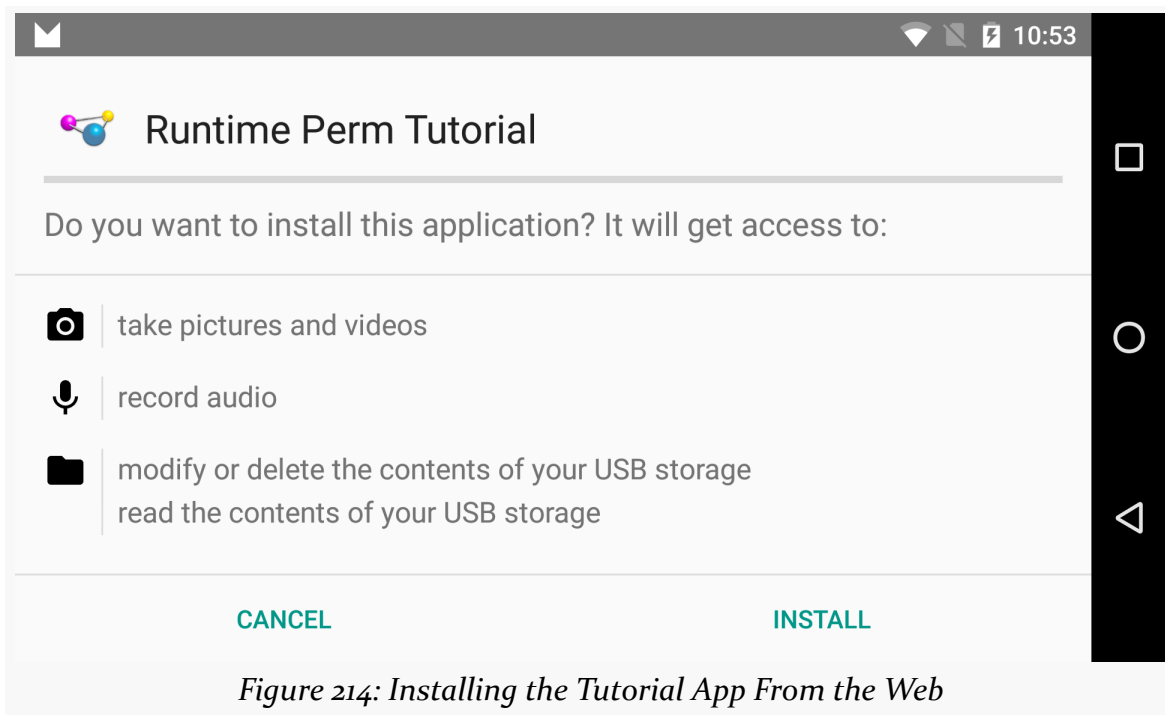 10:53
Runtime Perm Tutorial
Do you want to install this application? It will get access to:
take pictures and videos
record audio
modify or delete the contents of your USB storage
read the contents of your USB storage
CANCEL INSTALL
Figure 214: Installing the Tutorial App From the Web